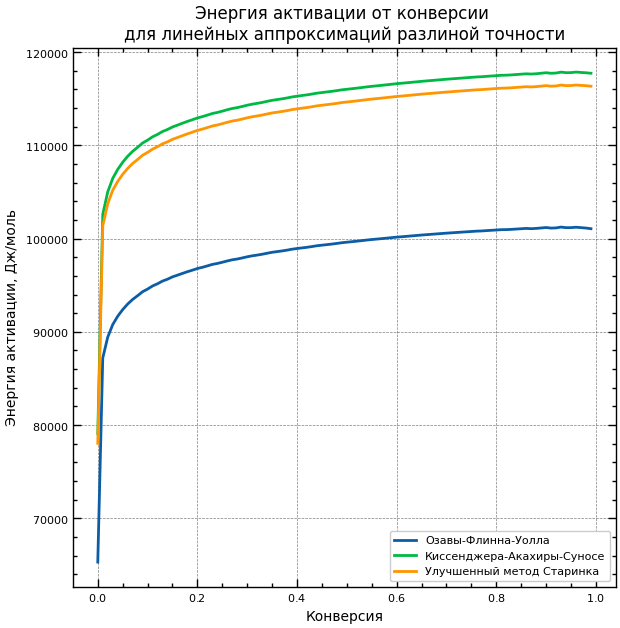 Энергия активации от конверсии
для линейных аппроксимаций разлиной точности
120000
110000
100000
90000
80000
70000
Энергия активации, Дж/моль
0.0
0.2
0.4
0.6
0.8
1.0
Конверсия
Озавы-Флинна-Уолла
Киссенджера-Акахиры-Суносе
Улучшенный метод Старинка